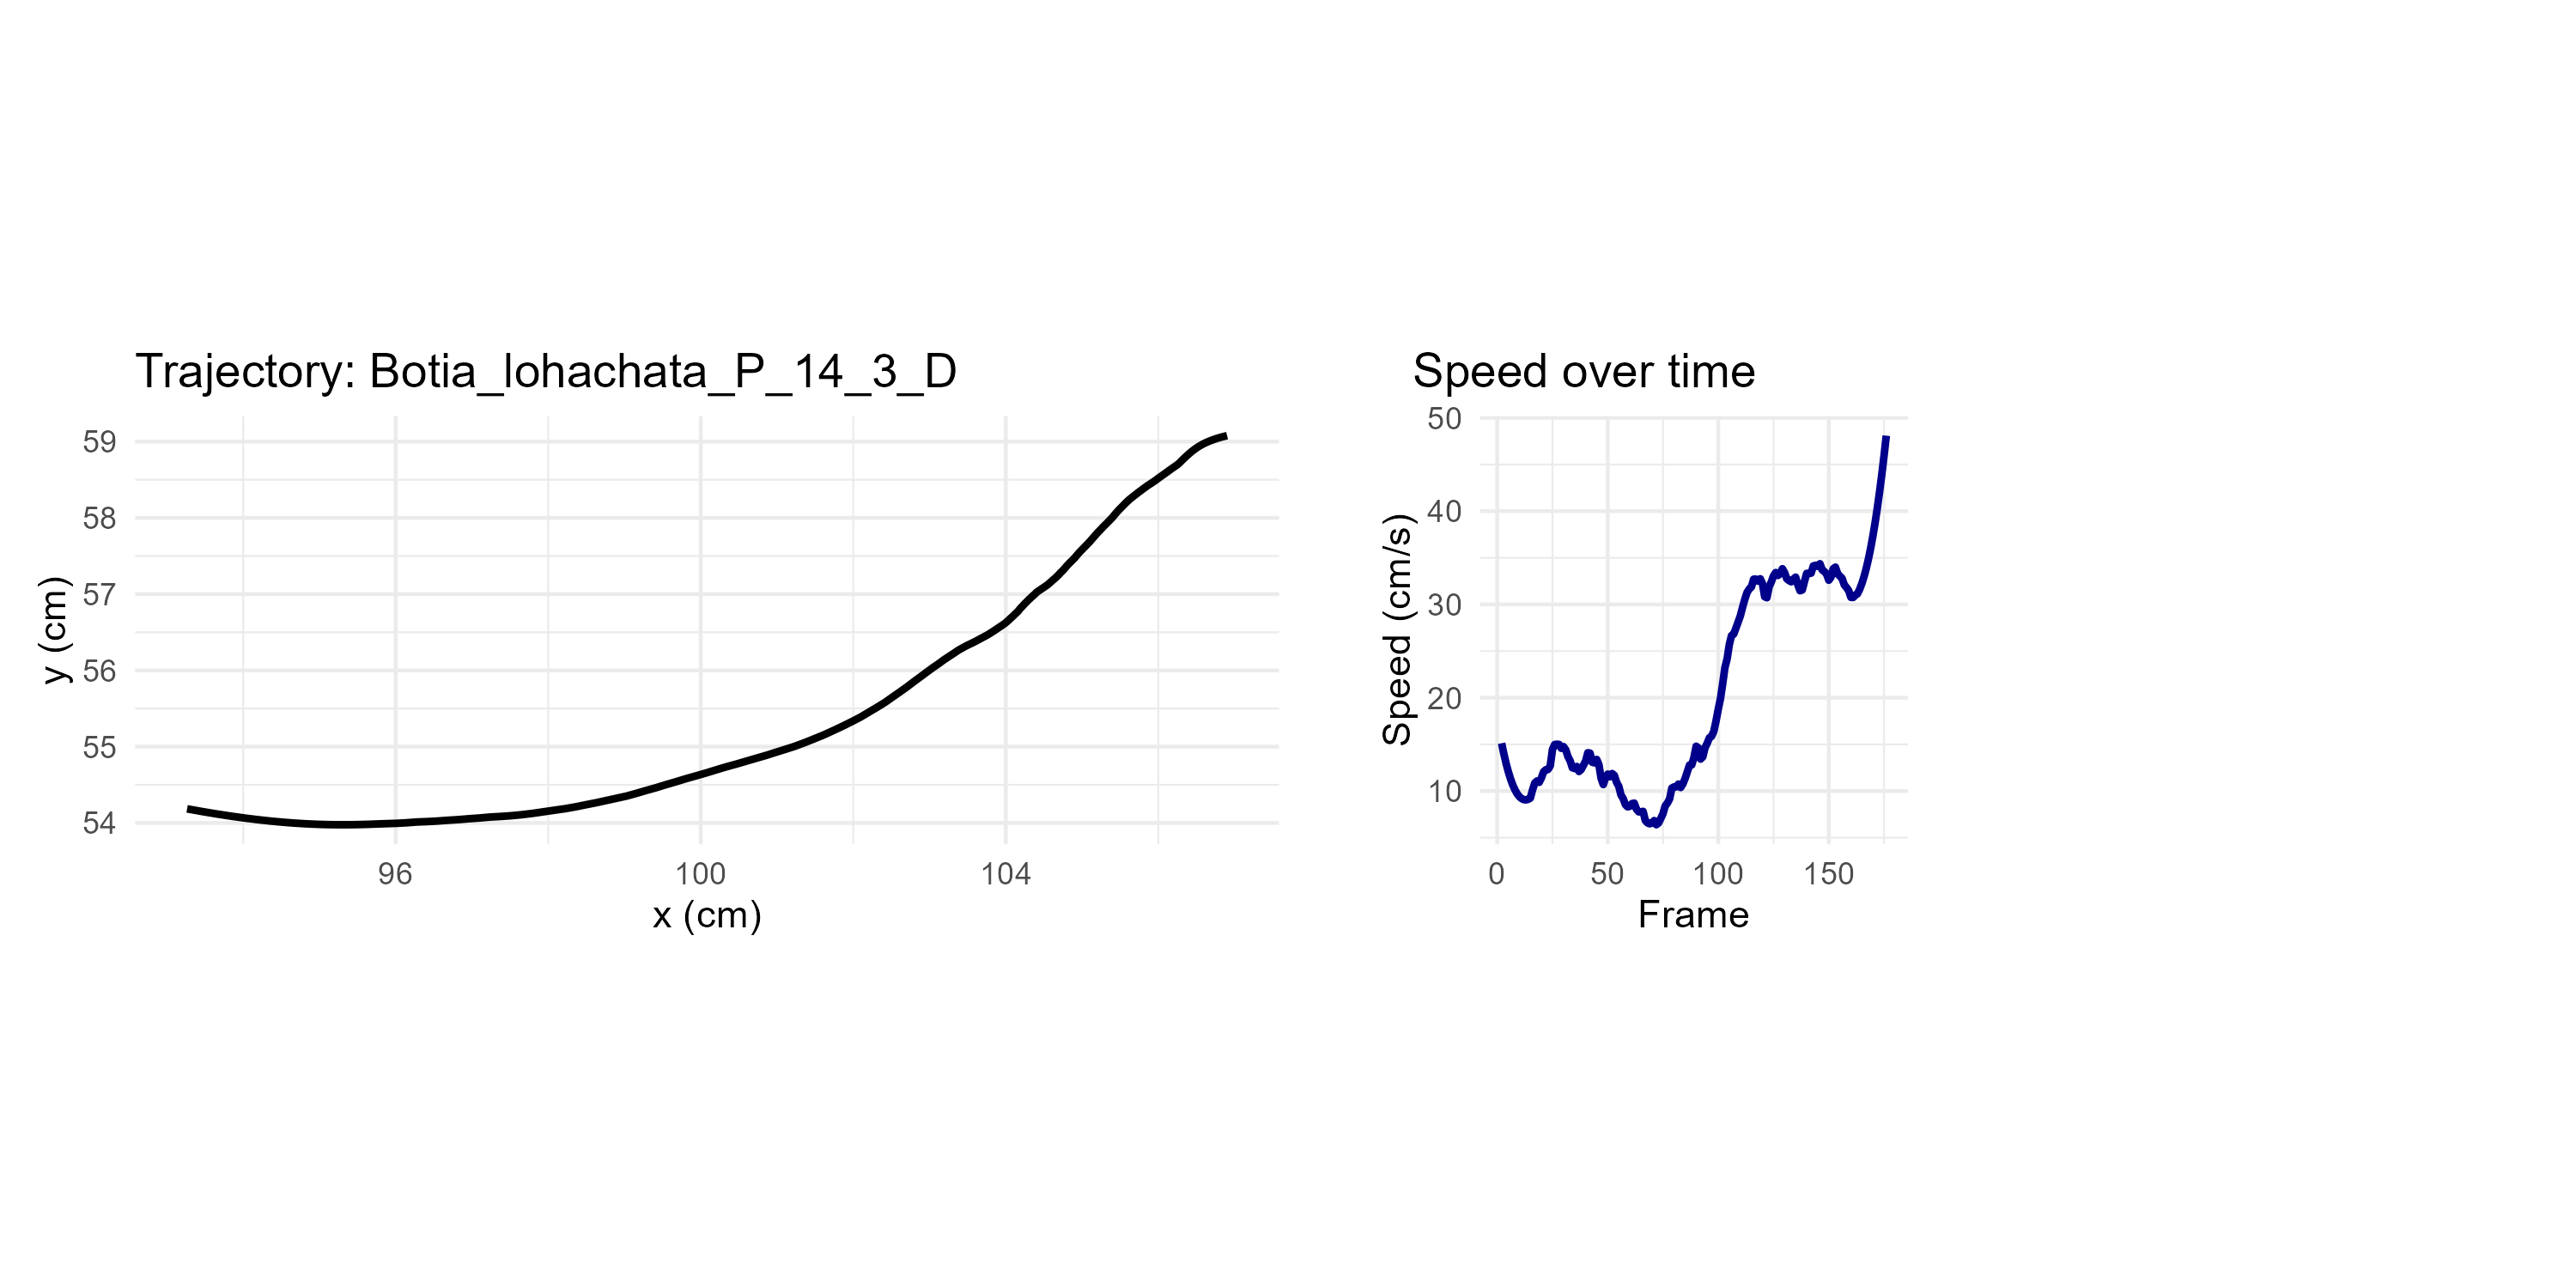 Trajectory: Botia_lohachata_P_14_3_D
59
58
57
56
55
54
y (cm)
96 100 104
x (cm)
Speed over time
50
40
30
20
10
Speed (cm/s)
0 50 100 150
Frame